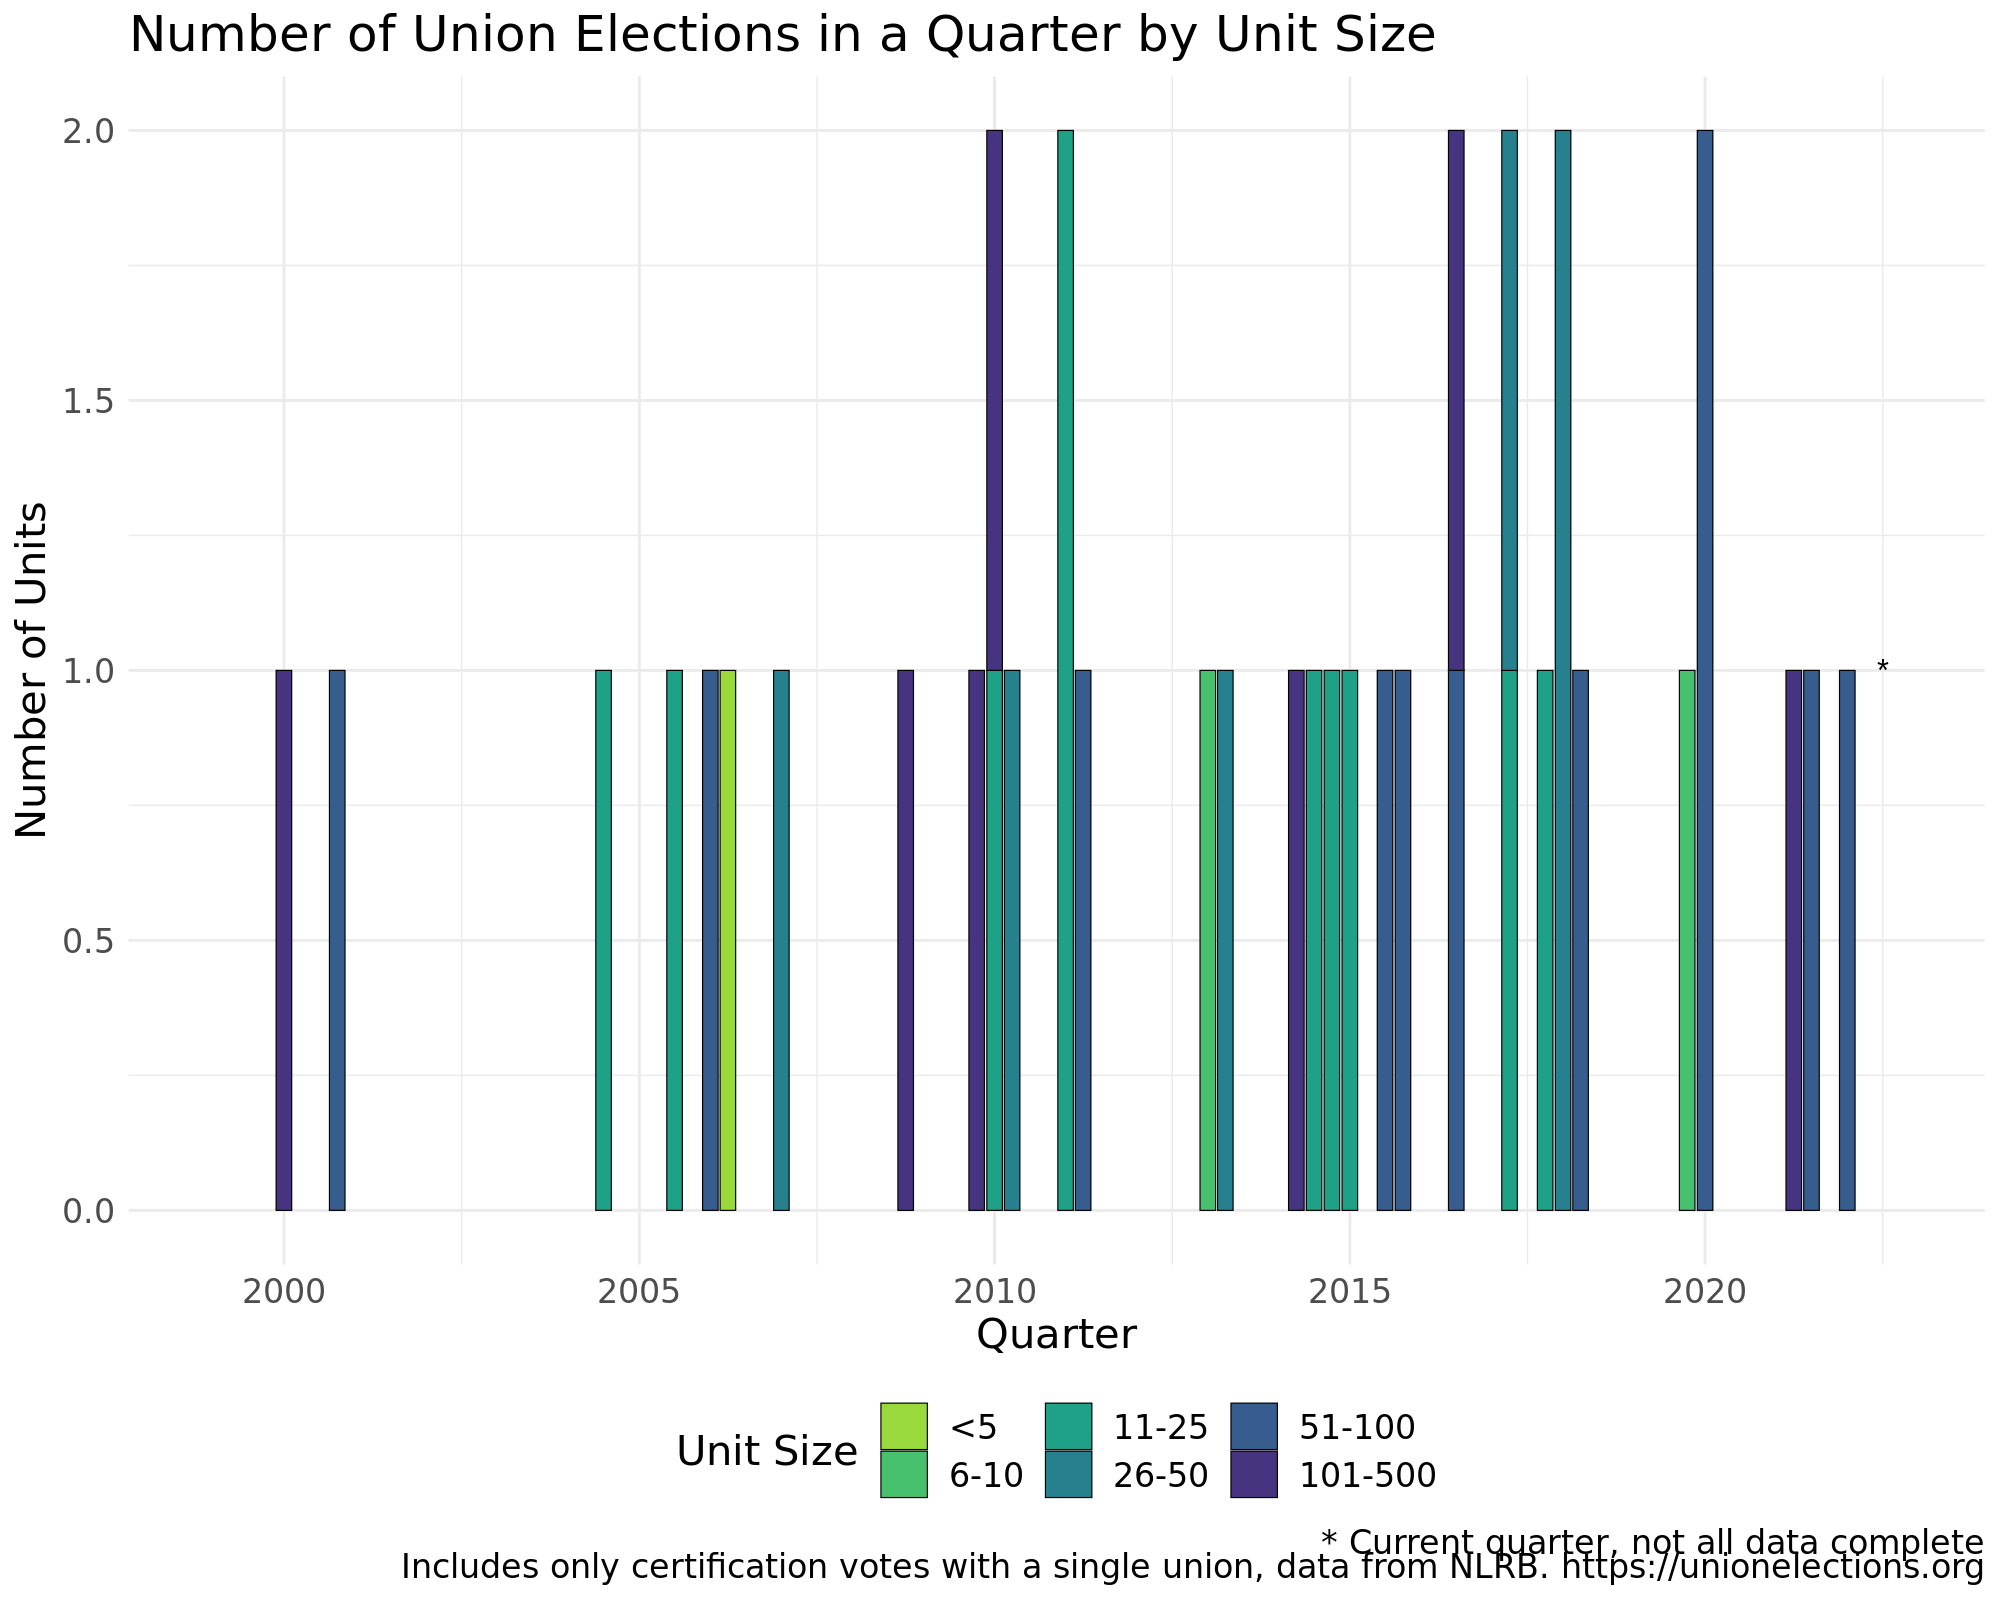 Number of Union Elections in a Quarter by Unit Size
Number of Units
2.0
1.5
1.0
0.5
0.0
*
2000 2005 2010 2015 2020
Quarter
Unit Size
<5 11-25 51-100
6-10 26-50 101-500
* Current quarter, not all data complete
Includes only certification votes with a single union, data from NLRB. https://unionelections.org